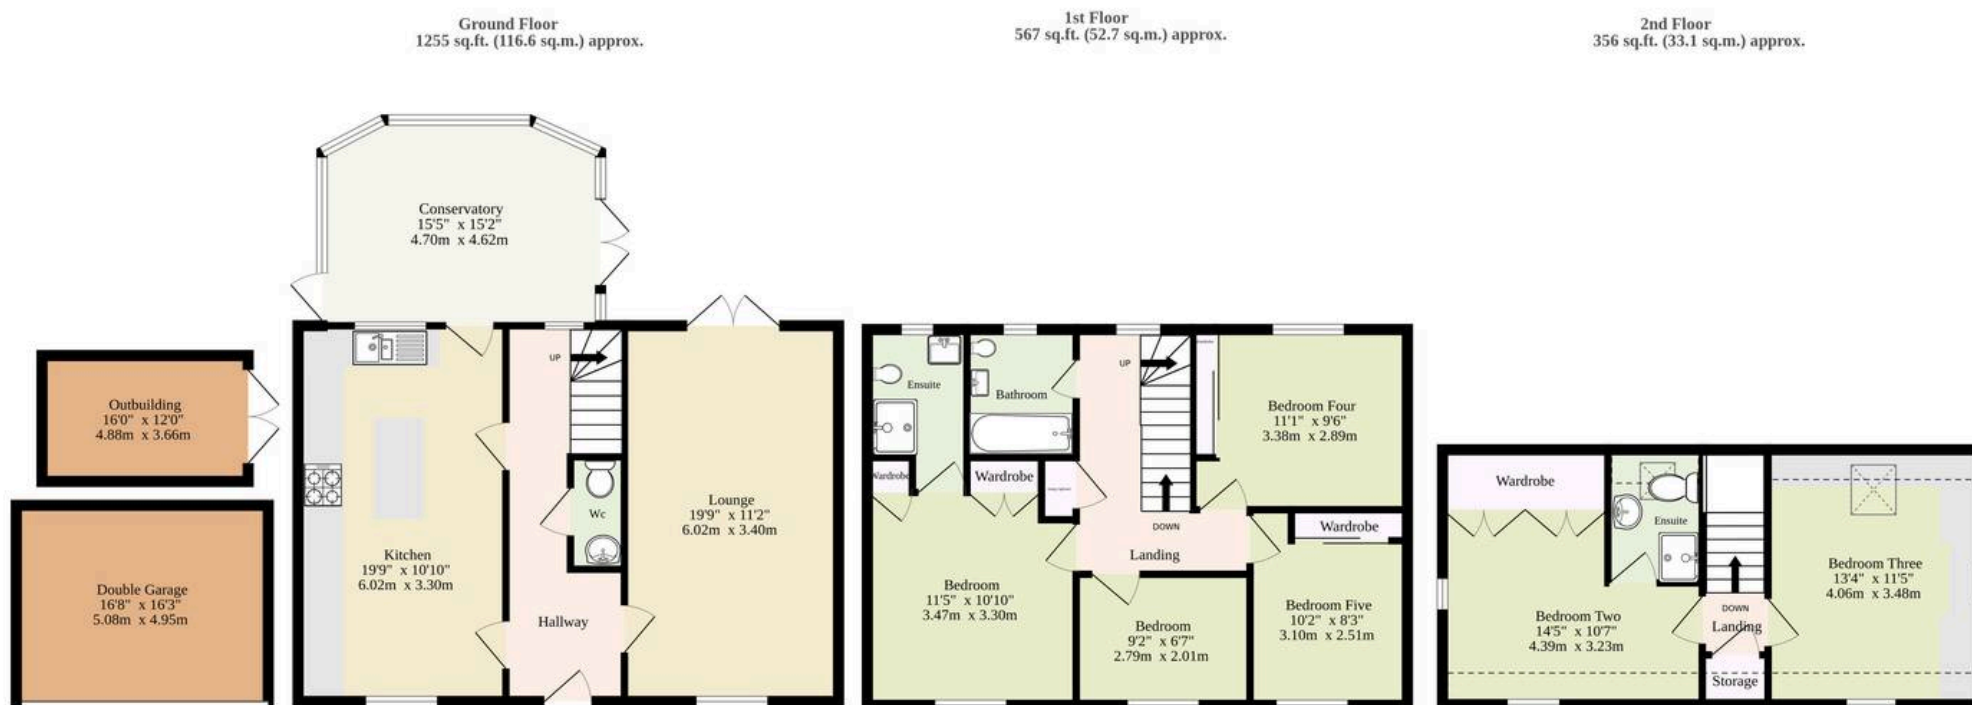 Ground Floor
1255 sq.ft. (116.6 sq.m.) approx.
1st Floor
567 sq.ft. (52.7 sq.m.) approx.
2nd Floor
356 sq.ft. (33.1 sq.m.) approx.
Conservatory
15'5" x 15'2"
4.70m x 4.62m
Outbuilding
16'0" x 12'0"
4.88m x 3.66m
Double Garage
16'8" x 16'3"
5.08m x 4.95m
Kitchen
19'9" x 10'10"
6.02m x 3.30m
UP
Wc
Hallway
Lounge
19'9" x 11'2"
6.02m x 3.40m
Ensuite
Bathroom
UP
Bedroom Four
11'1" x 9'6"
3.38m x 2.89m
Wardrobe
Wardrobe
DOWN
Landing
Wardrobe
Bedroom
11'5" x 10'10"
3.47m x 3.30m
Bedroom
9'2" x 6'7"
2.79m x 2.01m
Bedroom Five
10'2" x 8'3"
3.10m x 2.51m
Wardrobe
Ensuite
Bedroom Two
14'5" x 10'7"
4.39m x 3.23m
DOWN
Landing
Storage
Bedroom Three
13'4" x 11'5"
4.06m x 3.48m